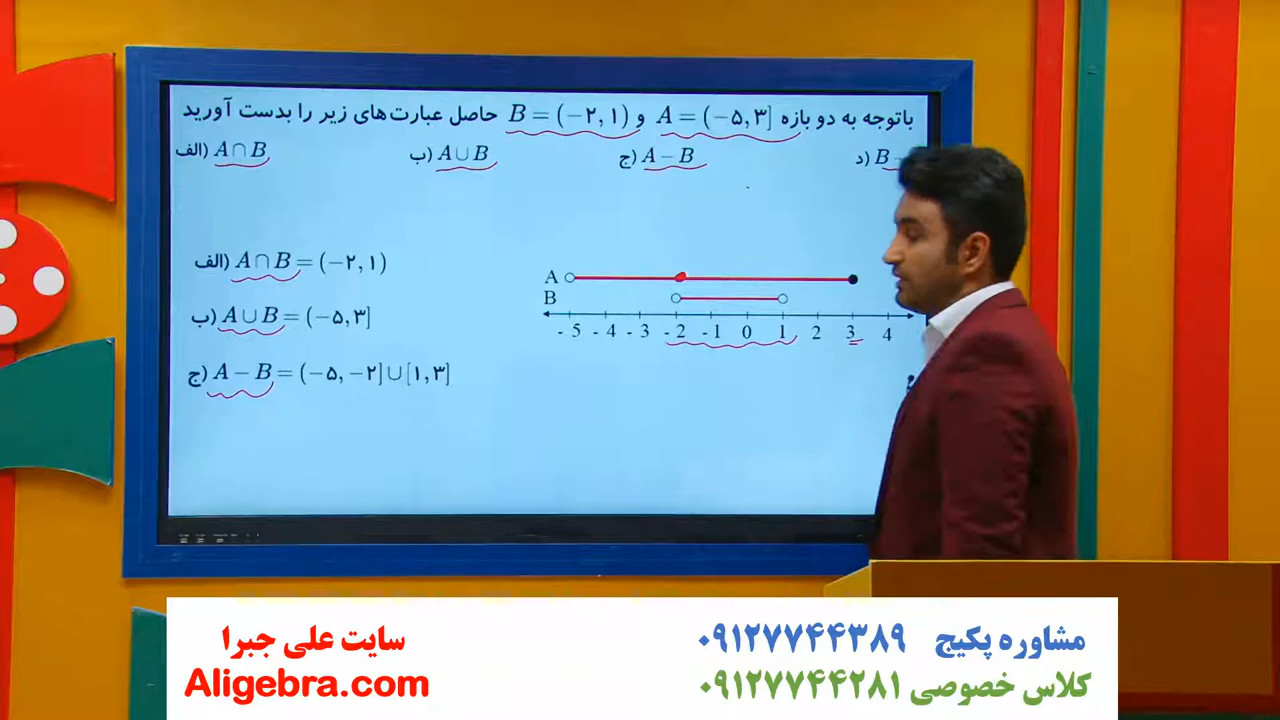 باتوجه به دو بازه A = (−۵,۳] و B = (−۲,۱) حاصل عبارت‌های زیر را بدست آورید
الف) A ∩ B ب) A ∪ B ج) A − B د) B −
الف) A ∩ B = (−۲,۱)
ب) A ∪ B = (−۵,۳]
ج) A − B = (−۵,−۲] ∪ [۱,۳]
A
B
-5 -4 -3 -2 -1 0 1 2 3 4
مشاوره پکیج ۰۹۱۲۷۷۴۴۳۸۹
کلاس خصوصی ۰۹۱۲۷۷۴۴۲۸۱
سایت علی جبرا
Aligebra.com